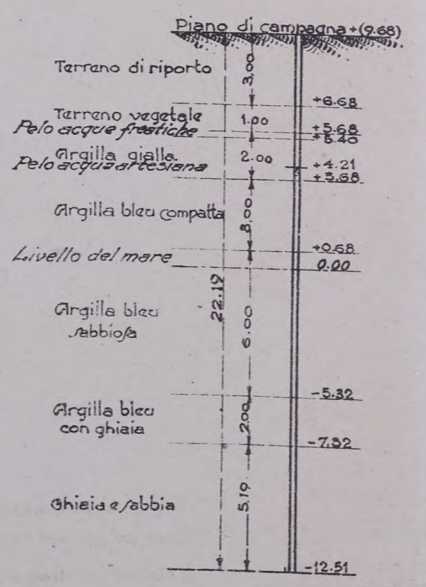 Piano di campagna +(9.68)
Terreno di riporto
3.00
+6.68
Terreno vegetale
1.00
+5.68
Pelo acque freatiche
+5.40
Argilla gialla
2.00
+4.21
Pelo acqua artesiana
+3.68
Argilla bleu compatta
3.00
+0.68
Livello del mare
0.00
22.19
Argilla bleu
sabbiosa
6.00
-5.32
Argilla bleu
con ghiaia
2.00
-7.32
Ghiaia e sabbia
5.19
-12.51